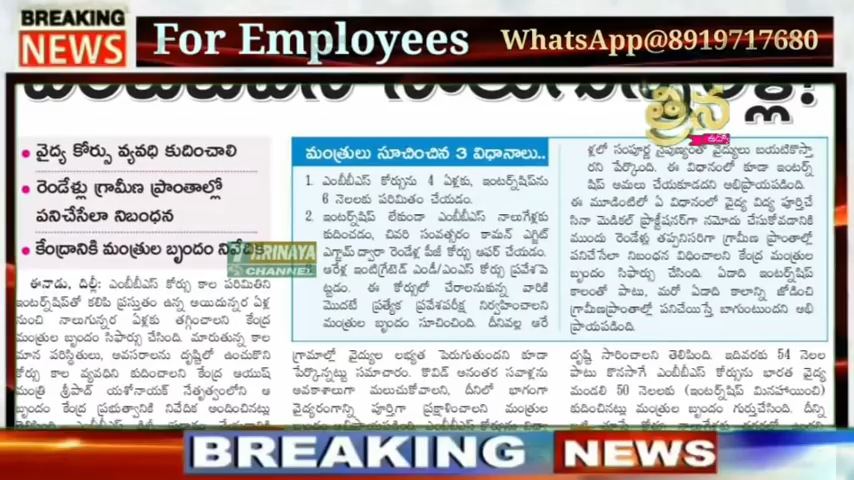 BREAKING
NEWS
For Employees
WhatsApp@8919717680
త్రినయ
• వైద్య కోర్సు వ్యవధి కుదించాలి
• రెండేళ్లు గ్రామీణ ప్రాంతాల్లో
పనిచేసేలా నిబంధన
• కేంద్రానికి మంత్రుల బృందం నివేదిక
TRINAYA
CHANNEL
ఈనాడు, దిల్లీ: ఎంబీబీఎస్ కోర్సు కాల పరిమితిని
ఇంటర్న్‌షిప్‌తో కలిపి ప్రస్తుతం ఉన్న అయిదున్నర ఏళ్ల
నుంచి నాలుగున్నర ఏళ్లకు తగ్గించాలని కేంద్ర
మంత్రుల బృందం సిఫార్సు చేసింది. మారుతున్న కాల
మాన పరిస్థితులు, అవసరాలను దృష్టిలో ఉంచుకొని
కోర్సు కాల వ్యవధిని కుదించాలని కేంద్ర ఆయుష్
మంత్రి శ్రీపాద్ యశోనాయక్ నేతృత్వంలోని ఆ
బృందం కేంద్ర ప్రభుత్వానికి నివేదిక అందించినట్లు
మంత్రులు సూచించిన 3 విధానాలు..
1. ఎంబీబీఎస్ కోర్సును 4 ఏళ్లకు, ఇంటర్న్‌షిప్‌ను
6 నెలలకు పరిమితం చేయడం.
2. ఇంటర్న్‌షిప్ లేకుండా ఎంబీబీఎస్ నాలుగేళ్లకు
కుదించడం, చివరి సంవత్సరం కామన్ ఎగ్జిట్
ఎగ్జామ్ ద్వారా రెండేళ్ల పీజీ కోర్సు ఆఫర్ చేయడం.
3. ఆరేళ్ల ఇంటిగ్రేటెడ్ ఎండీ/ఎంఎస్ కోర్సు ప్రవేశపె
ట్టడం. ఈ కోర్సులో చేరాలనుకున్న వారికి
మొదటే ప్రత్యేక ప్రవేశపరీక్ష నిర్వహించాలని
మంత్రుల బృందం సూచించింది. దీనివల్ల ఆరే
ళ్లలో సంపూర్ణ నైపుణ్యంతో వైద్యులు బయటికొస్తా
రని పేర్కొంది. ఈ విధానంలో కూడా ఇంటర్న్
షిప్ అమలు చేయకూడదని అభిప్రాయపడింది.
ఈ మూడింటిలో ఏ విధానంలో వైద్య విద్య పూర్తిచే
సినా మెడికల్ ప్రాక్టీషనర్‌గా నమోదు చేసుకోవడానికి
ముందు రెండేళ్లు తప్పనిసరిగా గ్రామీణ ప్రాంతాల్లో
పనిచేసేలా నిబంధన విధించాలని కేంద్ర మంత్రుల
బృందం సిఫార్సు చేసింది. ఏడాది ఇంటర్న్‌షిప్
కాలంతో పాటు, మరో ఏడాది కాలాన్ని జోడించి
గ్రామీణప్రాంతాల్లో పనిచేయిస్తే బాగుంటుందని అభి
ప్రాయపడింది.
గ్రామాల్లో వైద్యుల లభ్యత పెరుగుతుందని కూడా
పేర్కొన్నట్లు సమాచారం. కొవిడ్ అనంతర సవాళ్లను
అవకాశాలుగా మలుచుకోవాలని, దీనిలో భాగంగా
వైద్యరంగాన్ని పూర్తిగా ప్రక్షాళించాలని మంత్రుల
దృష్టి సారించాలని తెలిపింది. ఇదివరకు 54 నెలల
పాటు కొనసాగే ఎంబీబీఎస్ కోర్సును భారత వైద్య
మండలి 50 నెలలకు (ఇంటర్న్‌షిప్ మినహాయించి)
కుదించినట్లు మంత్రుల బృందం గుర్తుచేసింది. దీన్ని
BREAKING NEWS